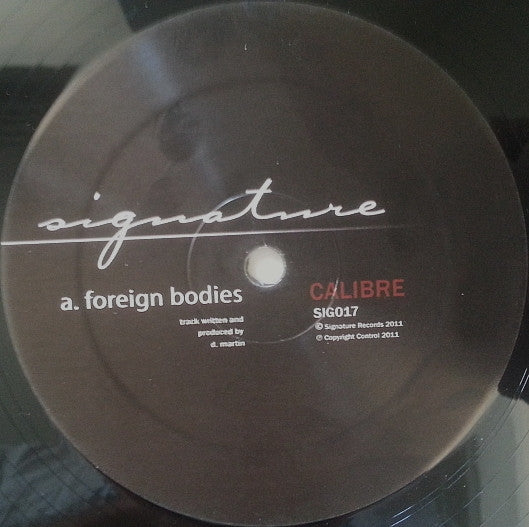 signature
a. foreign bodies
track written and
produced by
d. martin
CALIBRE
SIG017
© Signature Records 2011
℗ Copyright Control 2011